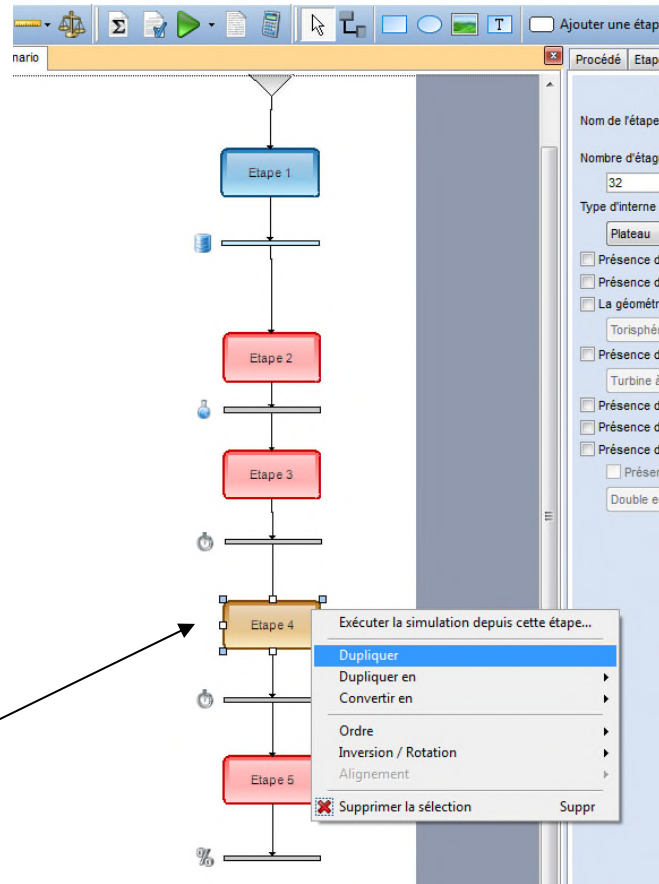 Σ
T
Ajouter une étap
nario
Procédé
Etap
Nom de l'étape
Nombre d'étag
32
Type d'interne
Plateau
Présence d
Présence d
La géométr
Torisphér
Présence d
Turbine à
Présence d
Présence d
Présence d
Présen
Double e
Etape 1
Etape 2
Etape 3
Etape 4
Etape 5
%
Exécuter la simulation depuis cette étape...
Dupliquer
Dupliquer en
Convertir en
Ordre
Inversion / Rotation
Alignement
Supprimer la sélection Suppr